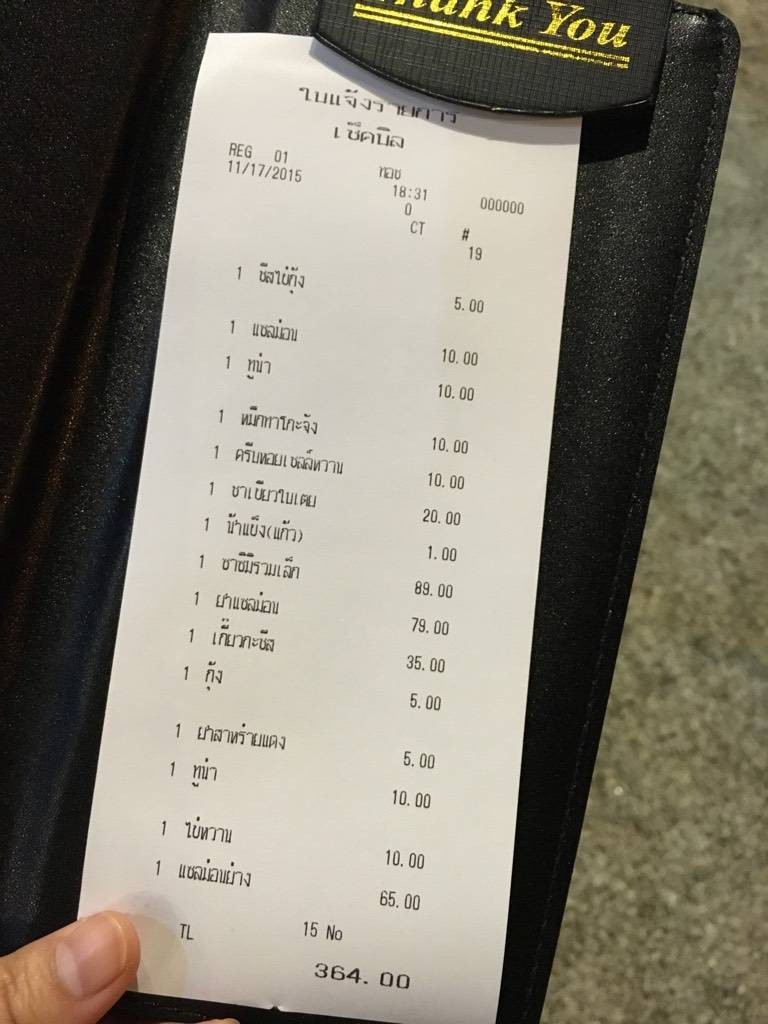 Thank You
ใบแจ้งรายการ
เช็คบิล
REG 01 ทอช
11/17/2015 18:31 000000
0
CT #
19
1 ชีสไข่กุ้ง
5.00
1 แซลม่อน
10.00
1 ทูน่า
10.00
1 หมึกทาโกะจัง
10.00
1 ครีบหอยเชลล์หวาน
10.00
1 ชาเขียวใบเตย
20.00
1 น้ำแข็ง(แก้ว)
1.00
1 ซาชิมิรวมเล็ก
89.00
1 ยำแซลม่อน
79.00
1 เกี๊ยวกะชีส
35.00
1 กุ้ง
5.00
1 ยำสาหร่ายแดง
5.00
1 ทูน่า
10.00
1 ไข่หวาน
10.00
1 แซลม่อนย่าง
65.00
TL 15 No
364.00